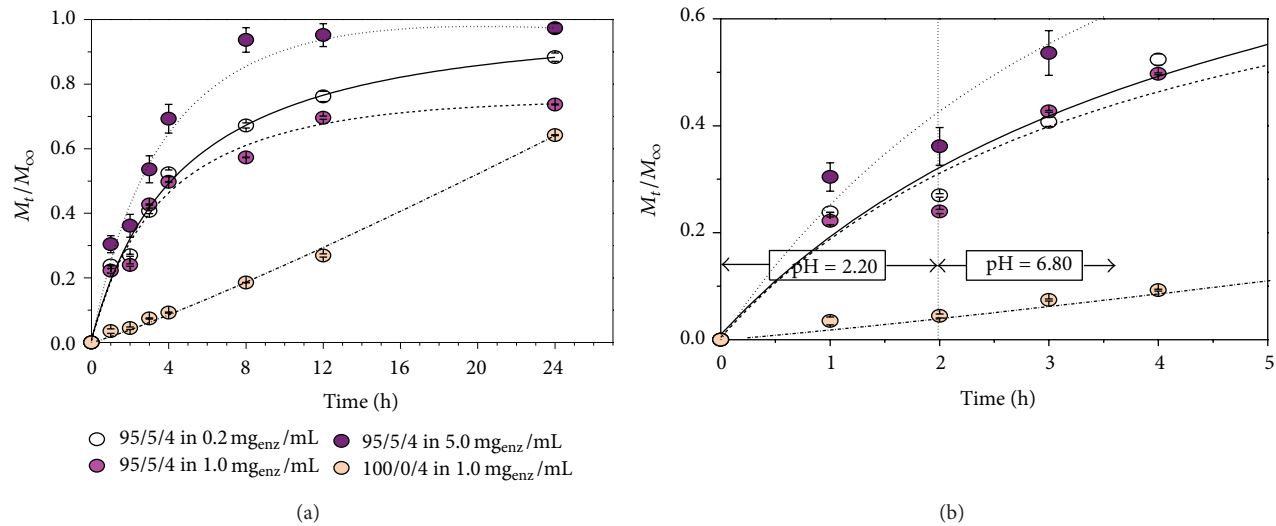 1.0
0.8
0.6
0.4
0.2
0.0
M_t/M_∞
0 4 8 12 16 20 24
Time (h)
95/5/4 in 0.2 mg_enz/mL
95/5/4 in 5.0 mg_enz/mL
95/5/4 in 1.0 mg_enz/mL
100/0/4 in 1.0 mg_enz/mL
(a)
0.6
0.4
0.2
0.0
M_t/M_∞
pH = 2.20
pH = 6.80
0 1 2 3 4 5
Time (h)
(b)